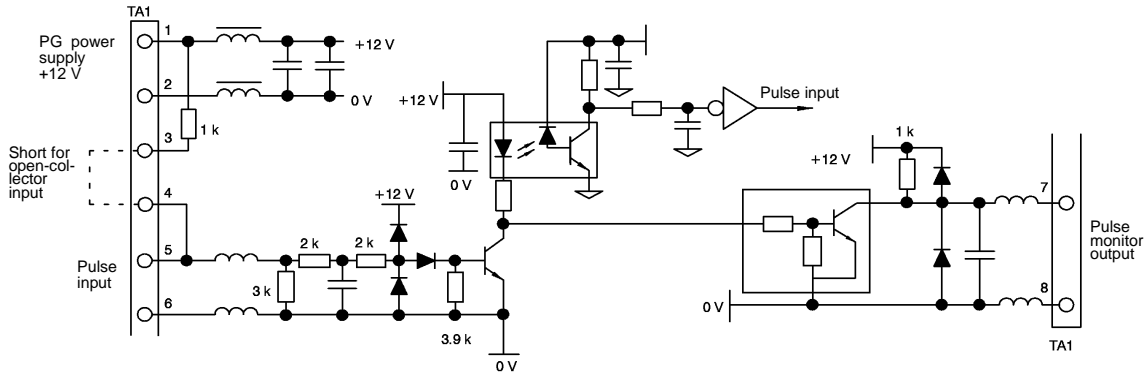 TA1
1
PG power
supply
+12 V
+12 V
2
0 V
1 k
3
Short for
open-col-
lector
input
4
+12 V
0 V
Pulse input
+12 V
5
2 k
2 k
Pulse
input
3 k
6
3.9 k
0 V
1 k
+12 V
7
Pulse
monitor
output
0 V
8
TA1